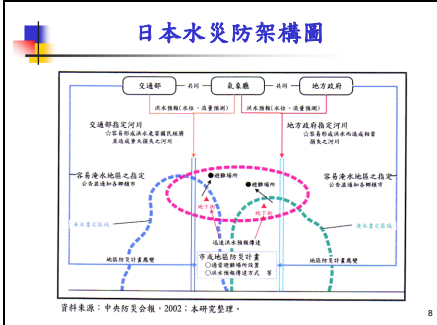 日本水災防架構圖
交通部 共同 氣象廳 共同 地方政府
洪水預報(水位、流量預測) 洪水預報(水位、流量預測)
交通部指定河川
☆容易形成洪水危害國民經濟
並造成重大損失之河川
地方政府指定河川
☆容易形成洪水而造成相當
損失之河川
容易淹水地區之指定
公告並通知各鄉鎮市
容易淹水地區之指定
公告並通知各鄉鎮市
●避難場所
●避難場所
地下街
地下街
淹水畫定區域
淹水畫定區域
迅速洪水預報傳達
市或地區防災計畫
○適當避難場所設置
○洪水預報傳達方式 等
地區防災計畫應變
地區防災計畫應變
資料來源：中央防災會報，2002；本研究整理。
8